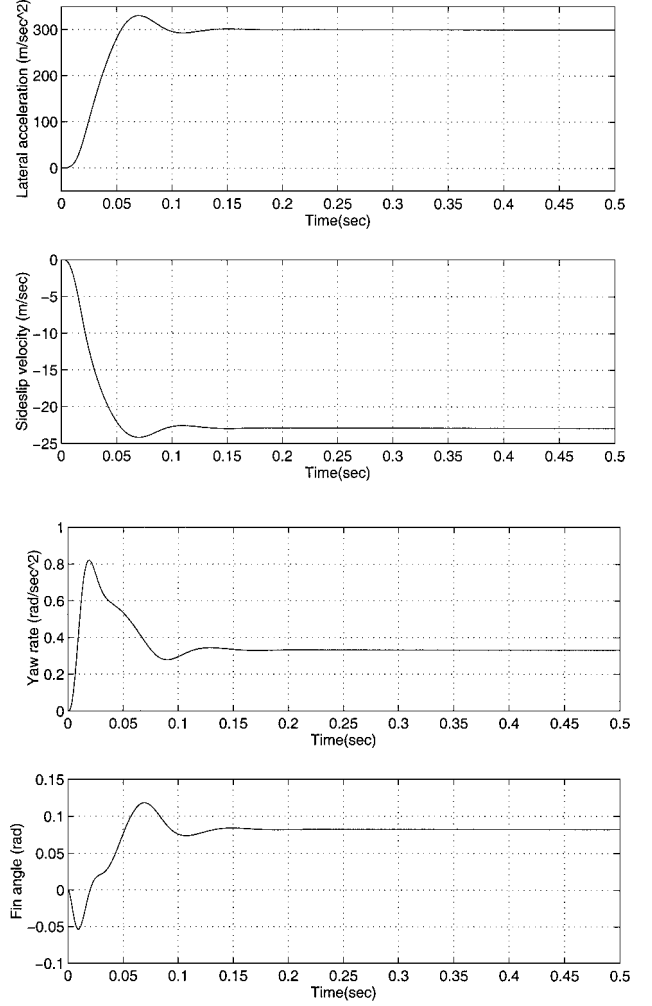 Lateral acceleration (m/sec^2)
300
200
100
0
0 0.05 0.1 0.15 0.2 0.25 0.3 0.35 0.4 0.45 0.5
Time(sec)
Sideslip velocity (m/sec)
0
−5
−10
−15
−20
−25
0 0.05 0.1 0.15 0.2 0.25 0.3 0.35 0.4 0.45 0.5
Time(sec)
Yaw rate (rad/sec^2)
1
0.8
0.6
0.4
0.2
0
0 0.05 0.1 0.15 0.2 0.25 0.3 0.35 0.4 0.45 0.5
Time(sec)
Fin angle (rad)
0.15
0.1
0.05
0
−0.05
−0.1
0 0.05 0.1 0.15 0.2 0.25 0.3 0.35 0.4 0.45 0.5
Time(sec)